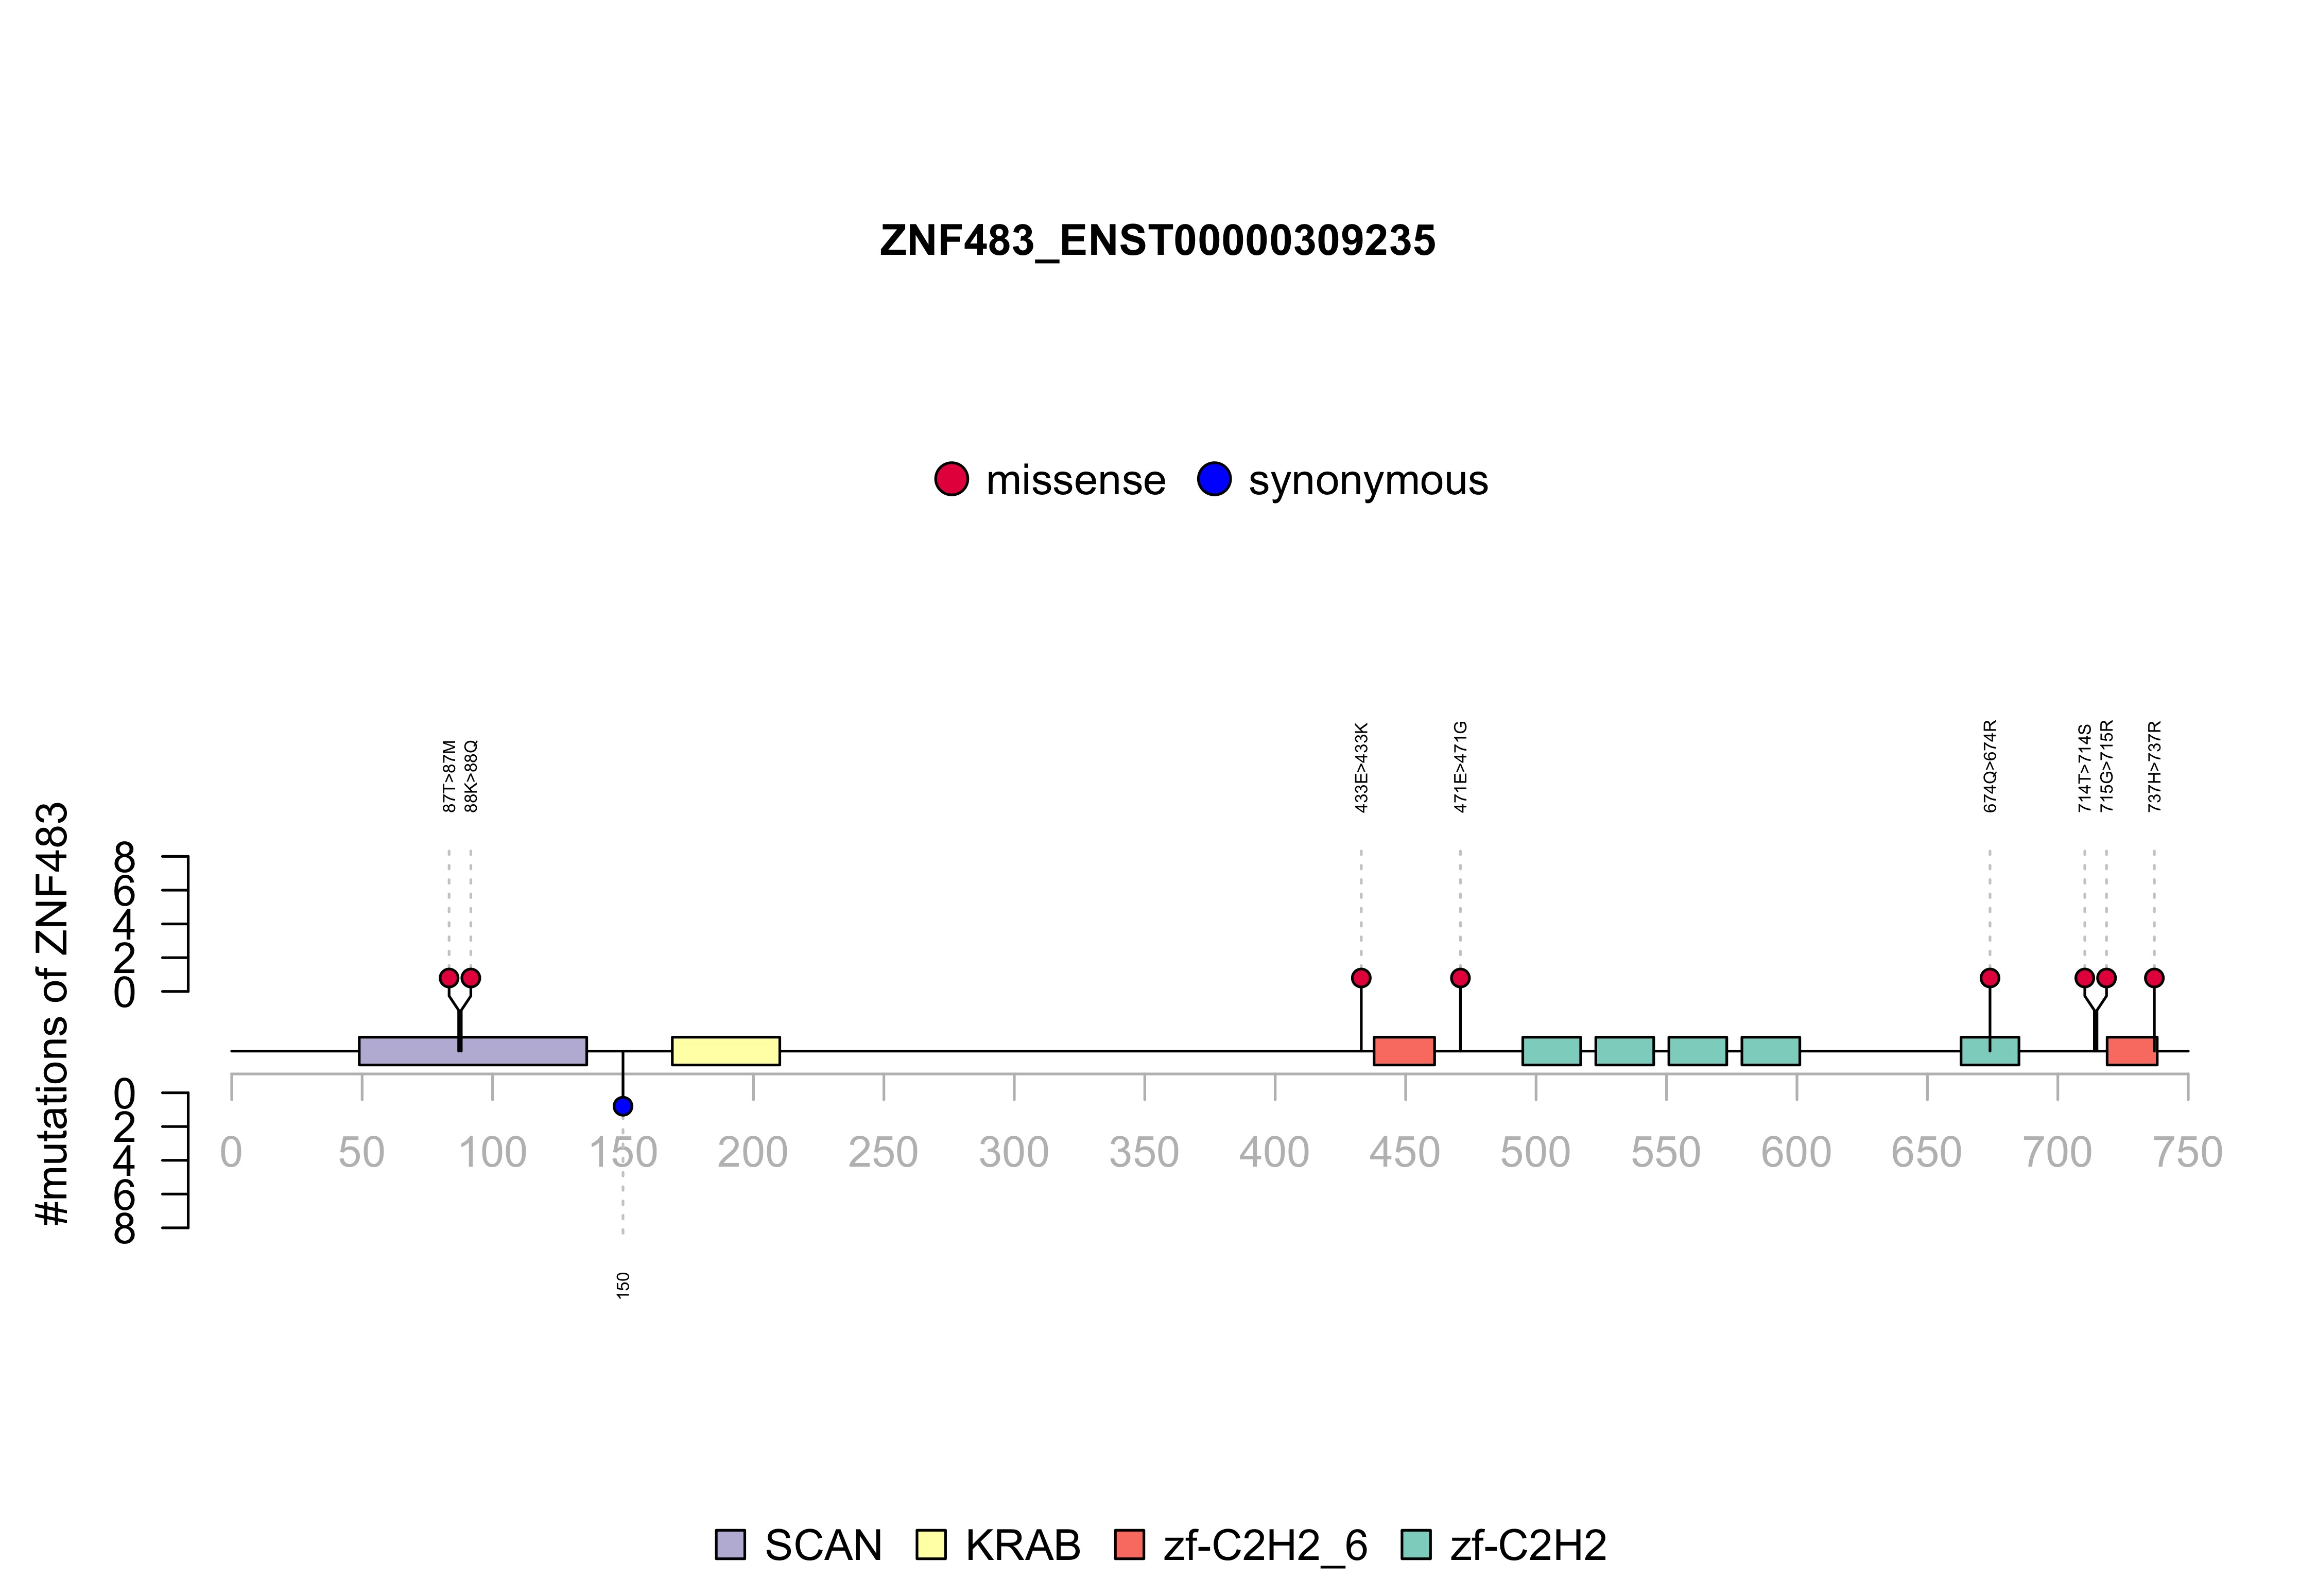 ZNF483_ENST00000309235
missense synonymous
87T>87M
88K>88Q
433E>433K
471E>471G
674Q>674R
714T>714S
715G>715R
737H>737R
#mutations of ZNF483
8
6
4
2
0
0
2
4
6
8
0 50 100 150 200 250 300 350 400 450 500 550 600 650 700 750
150
SCAN KRAB zf-C2H2_6 zf-C2H2